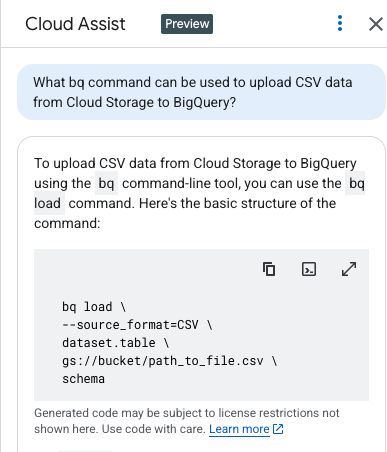 Cloud Assist Preview
What bq command can be used to upload CSV data
from Cloud Storage to BigQuery?
To upload CSV data from Cloud Storage to BigQuery
using the bq command-line tool, you can use the bq
load command. Here's the basic structure of the
command:
bq load \
--source_format=CSV \
dataset.table \
gs://bucket/path_to_file.csv \
schema
Generated code may be subject to license restrictions not
shown here. Use code with care. Learn more